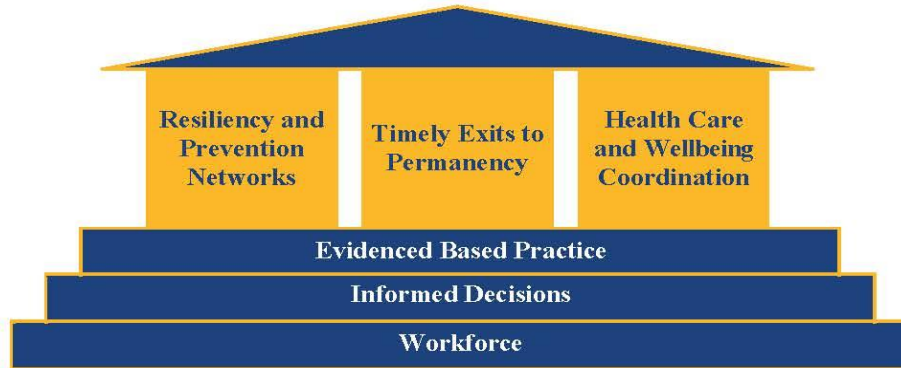 Resiliency and
Prevention
Networks
Timely Exits to
Permanency
Health Care
and Wellbeing
Coordination
Evidenced Based Practice
Informed Decisions
Workforce